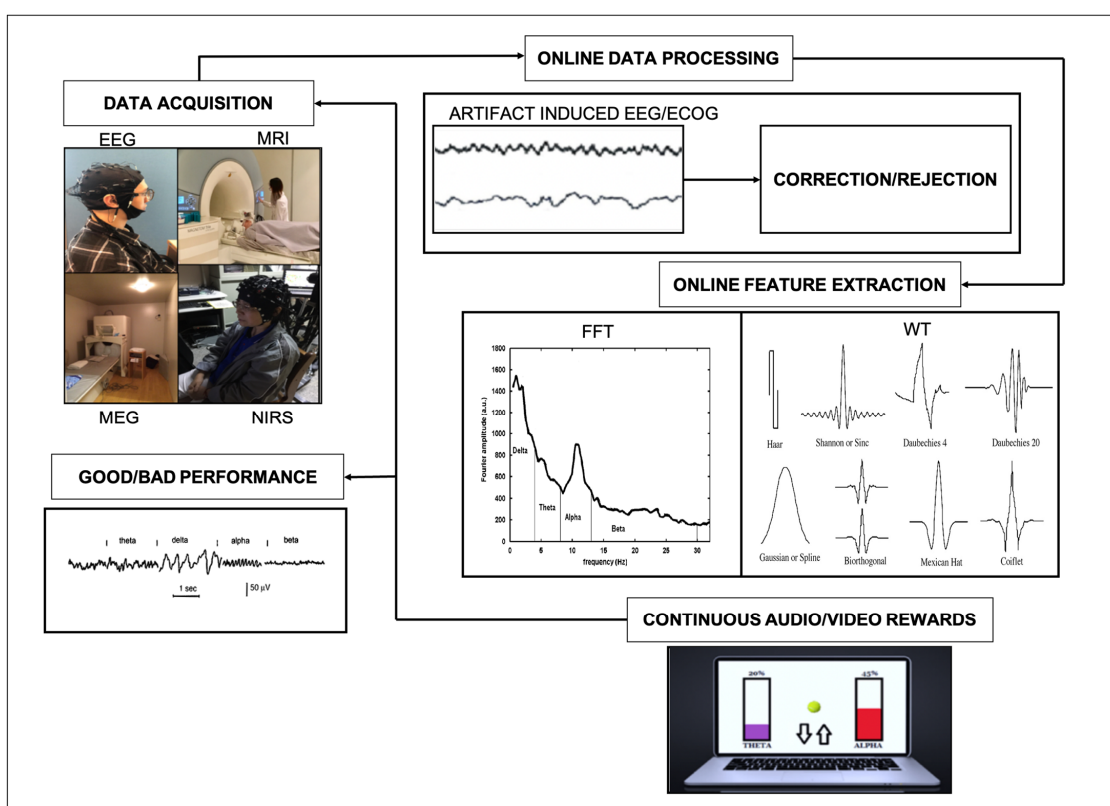 ONLINE DATA PROCESSING
DATA ACQUISITION
EEG MRI
MEG NIRS
ARTIFACT INDUCED EEG/ECOG
CORRECTION/REJECTION
ONLINE FEATURE EXTRACTION
FFT
1800
1600
1400
1200
1000
800
600
400
200
0
Fourier amplitude (a.u.)
Delta
Theta
Alpha
Beta
0 5 10 15 20 25 30
frequency (Hz)
WT
Haar
Shannon or Sinc
Daubechies 4
Daubechies 20
Gaussian or Spline
Biorthogonal
Mexican Hat
Coiflet
GOOD/BAD PERFORMANCE
theta delta alpha beta
1 sec
50 µV
CONTINUOUS AUDIO/VIDEO REWARDS
20% 45%
THETA ALPHA